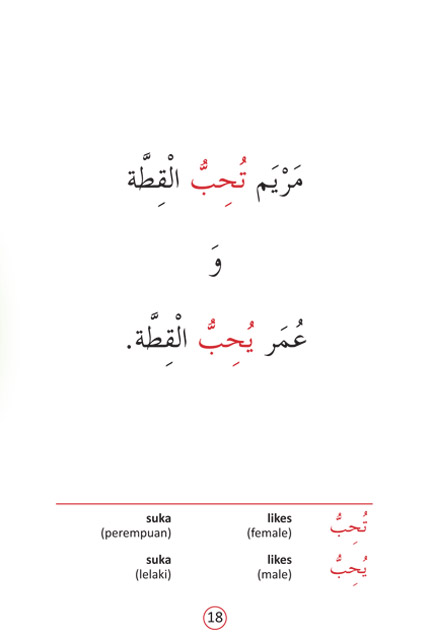 مَرْيَم تُحِبُّ الْقِطَّة
وَ
عُمَر يُحِبُّ الْقِطَّة.
suka likes تُحِبُّ
(perempuan) (female)
suka likes يُحِبُّ
(lelaki) (male)
18